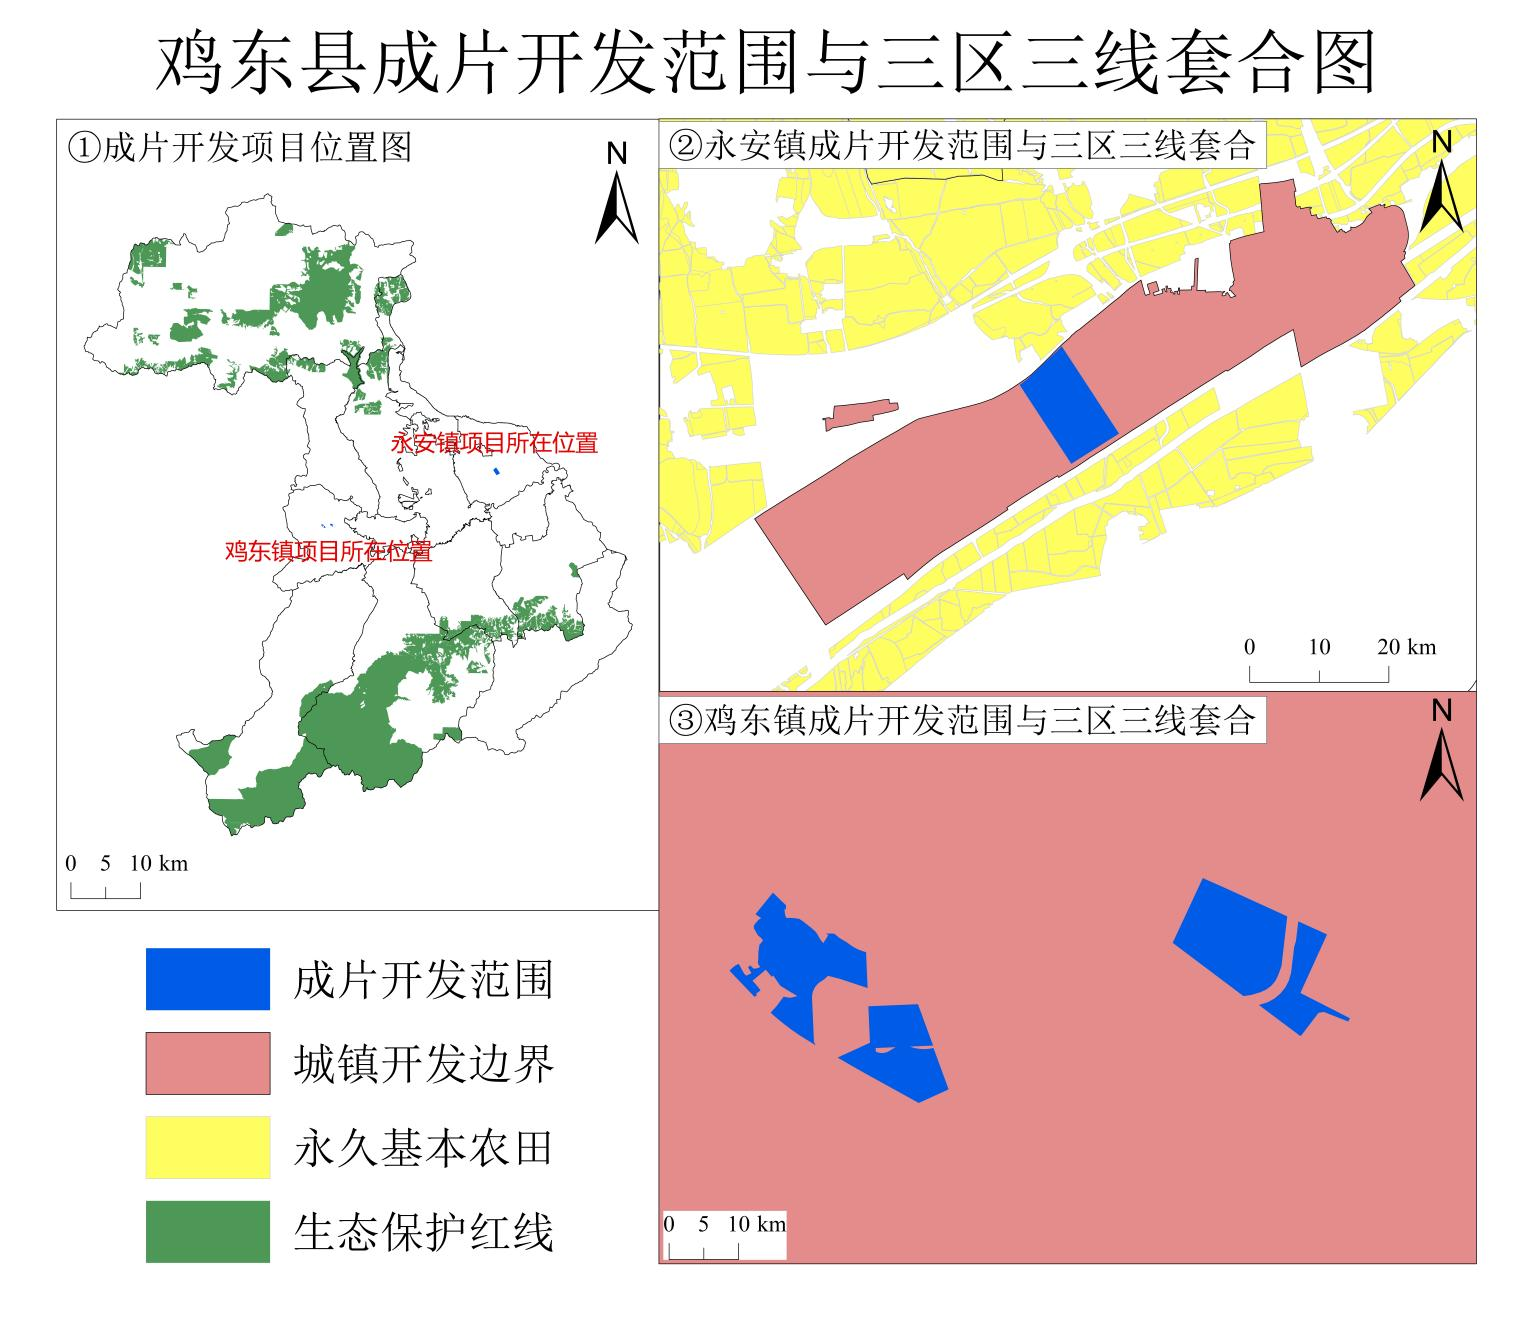 鸡东县成片开发范围与三区三线套合图
①成片开发项目位置图
N
永安镇项目所在位置
鸡东镇项目所在位置
0 5 10 km
②永安镇成片开发范围与三区三线套合
N
0 10 20 km
③鸡东镇成片开发范围与三区三线套合
N
0 5 10 km
成片开发范围
城镇开发边界
永久基本农田
生态保护红线